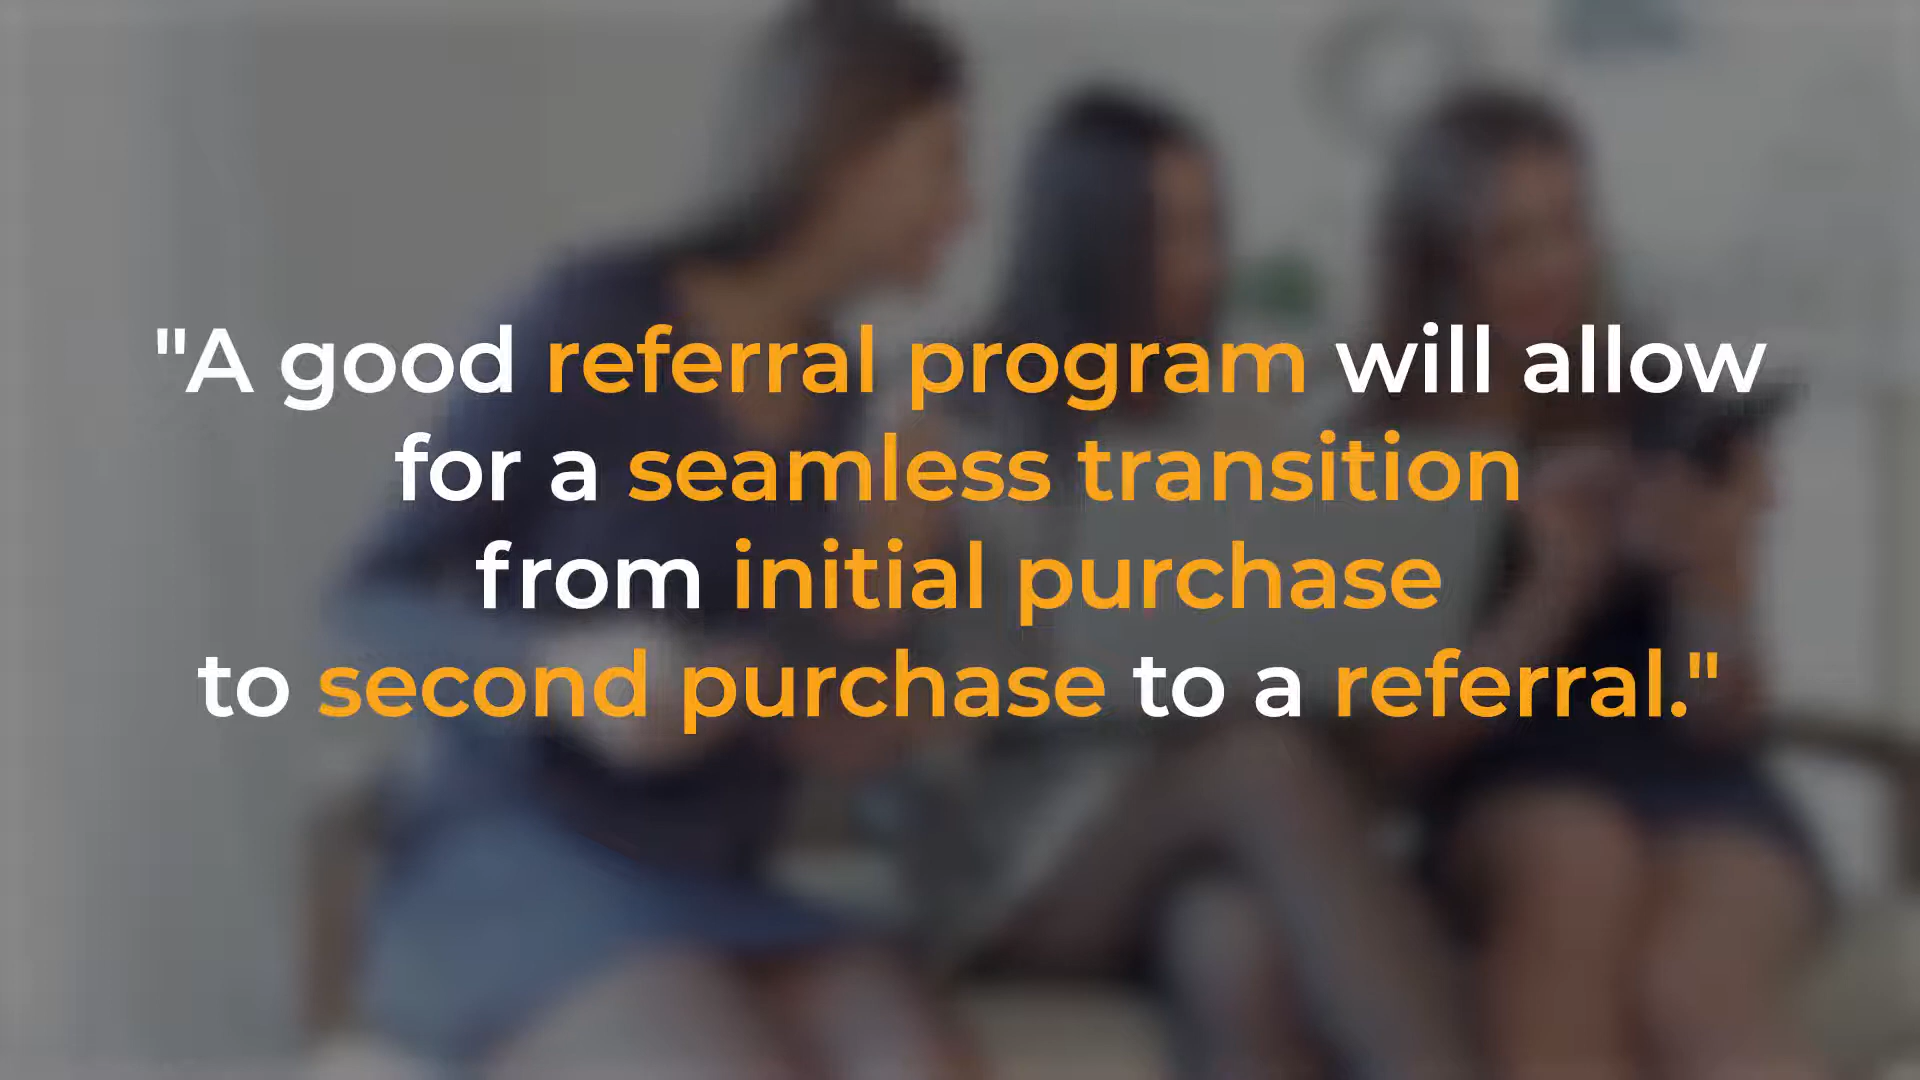 "A good referral program will allow
for a seamless transition
from initial purchase
to second purchase to a referral."